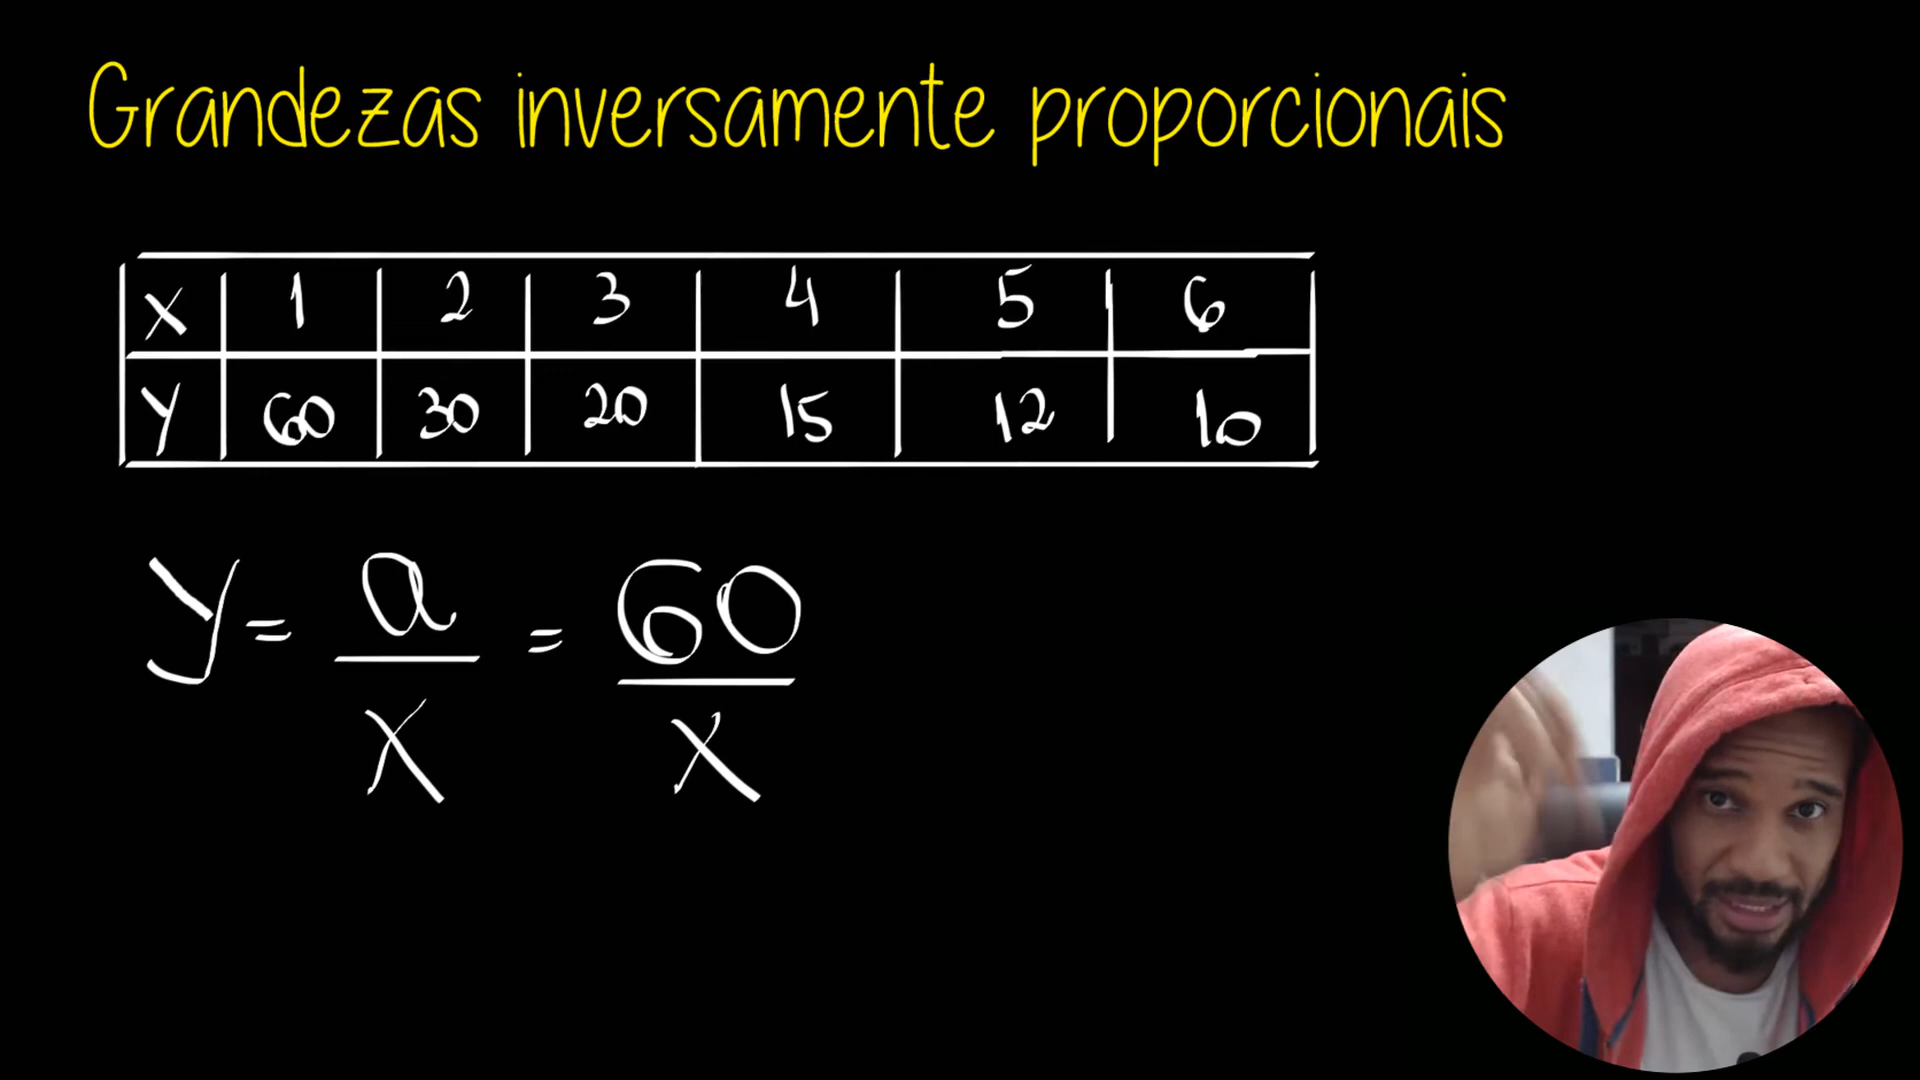 Grandezas inversamente proporcionais
X 1 2 3 4 5 6
Y 60 30 20 15 12 10
y = a/x = 60/x